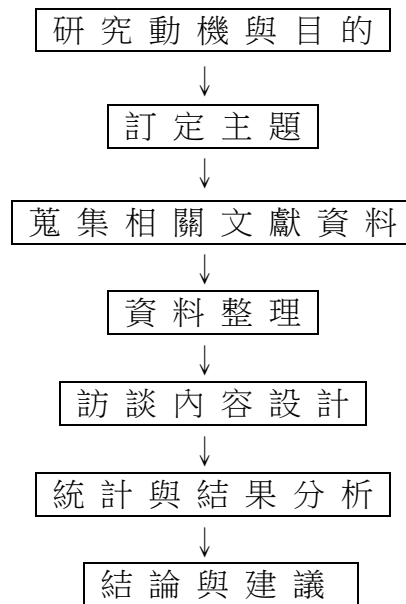 研究動機與目的
↓
訂定主題
↓
蒐集相關文獻資料
↓
資料整理
↓
訪談內容設計
↓
統計與結果分析
↓
結論與建議